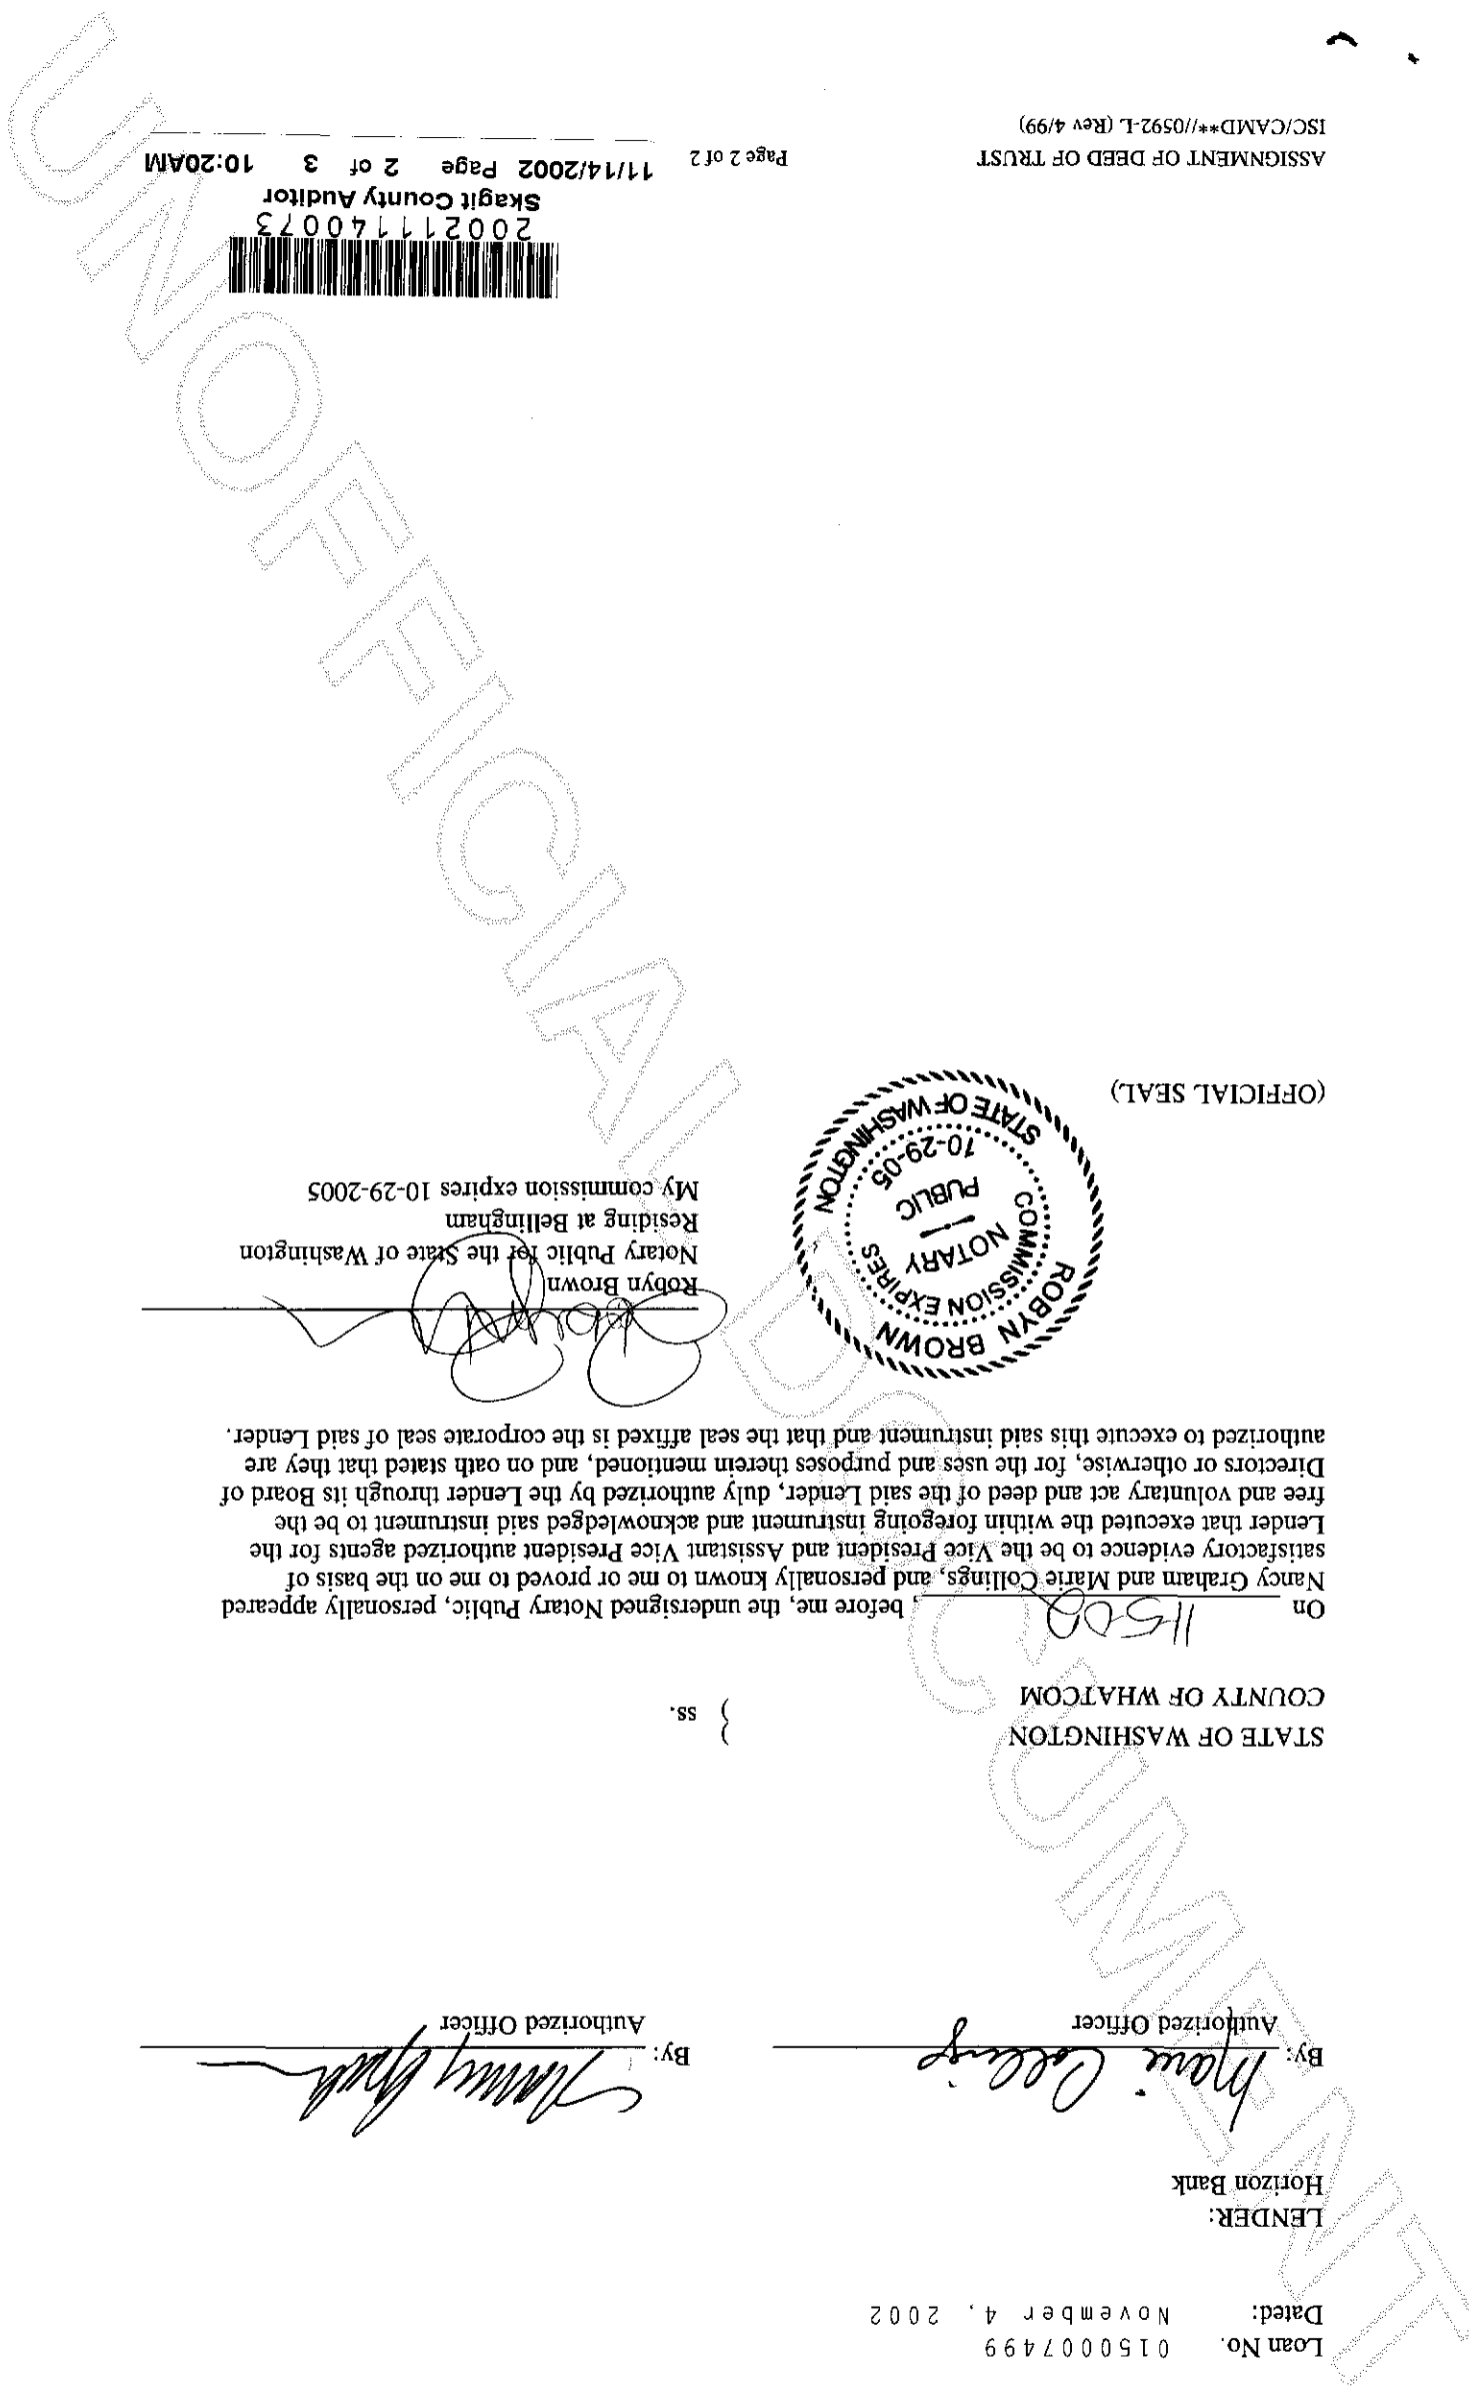 Loan No. 0150007499
Dated: November 4, 2002
LENDER:
Horizon Bank
By: Marie Collings
Authorized Officer
By: Nancy Graham
Authorized Officer
STATE OF WASHINGTON
COUNTY OF WHATCOM
} ss.
On 11-5-02, before me, the undersigned Notary Public, personally appeared
Nancy Graham and Marie Collings, and personally known to me or proved to me on the basis of
satisfactory evidence to be the Vice President and Assistant Vice President authorized agents for the
Lender that executed the within foregoing instrument and acknowledged said instrument to be the
free and voluntary act and deed of the said Lender, duly authorized by the Lender through its Board of
Directors or otherwise, for the uses and purposes therein mentioned, and on oath stated that they are
authorized to execute this said instrument and that the seal affixed is the corporate seal of said Lender.
ROBYN BROWN
COMMISSION EXPIRES
NOTARY
PUBLIC
10-29-05
STATE OF WASHINGTON
Robyn Brown
Notary Public for the State of Washington
Residing at Bellingham
My commission expires 10-29-2005
(OFFICIAL SEAL)
200211140073
Skagit County Auditor
11/14/2002 Page 2 of 3 10:20AM
ASSIGNMENT OF DEED OF TRUST
ISC/CAMD**//0592-L (Rev 4/99)
Page 2 of 2
UNOFFICIAL DOCUMENT